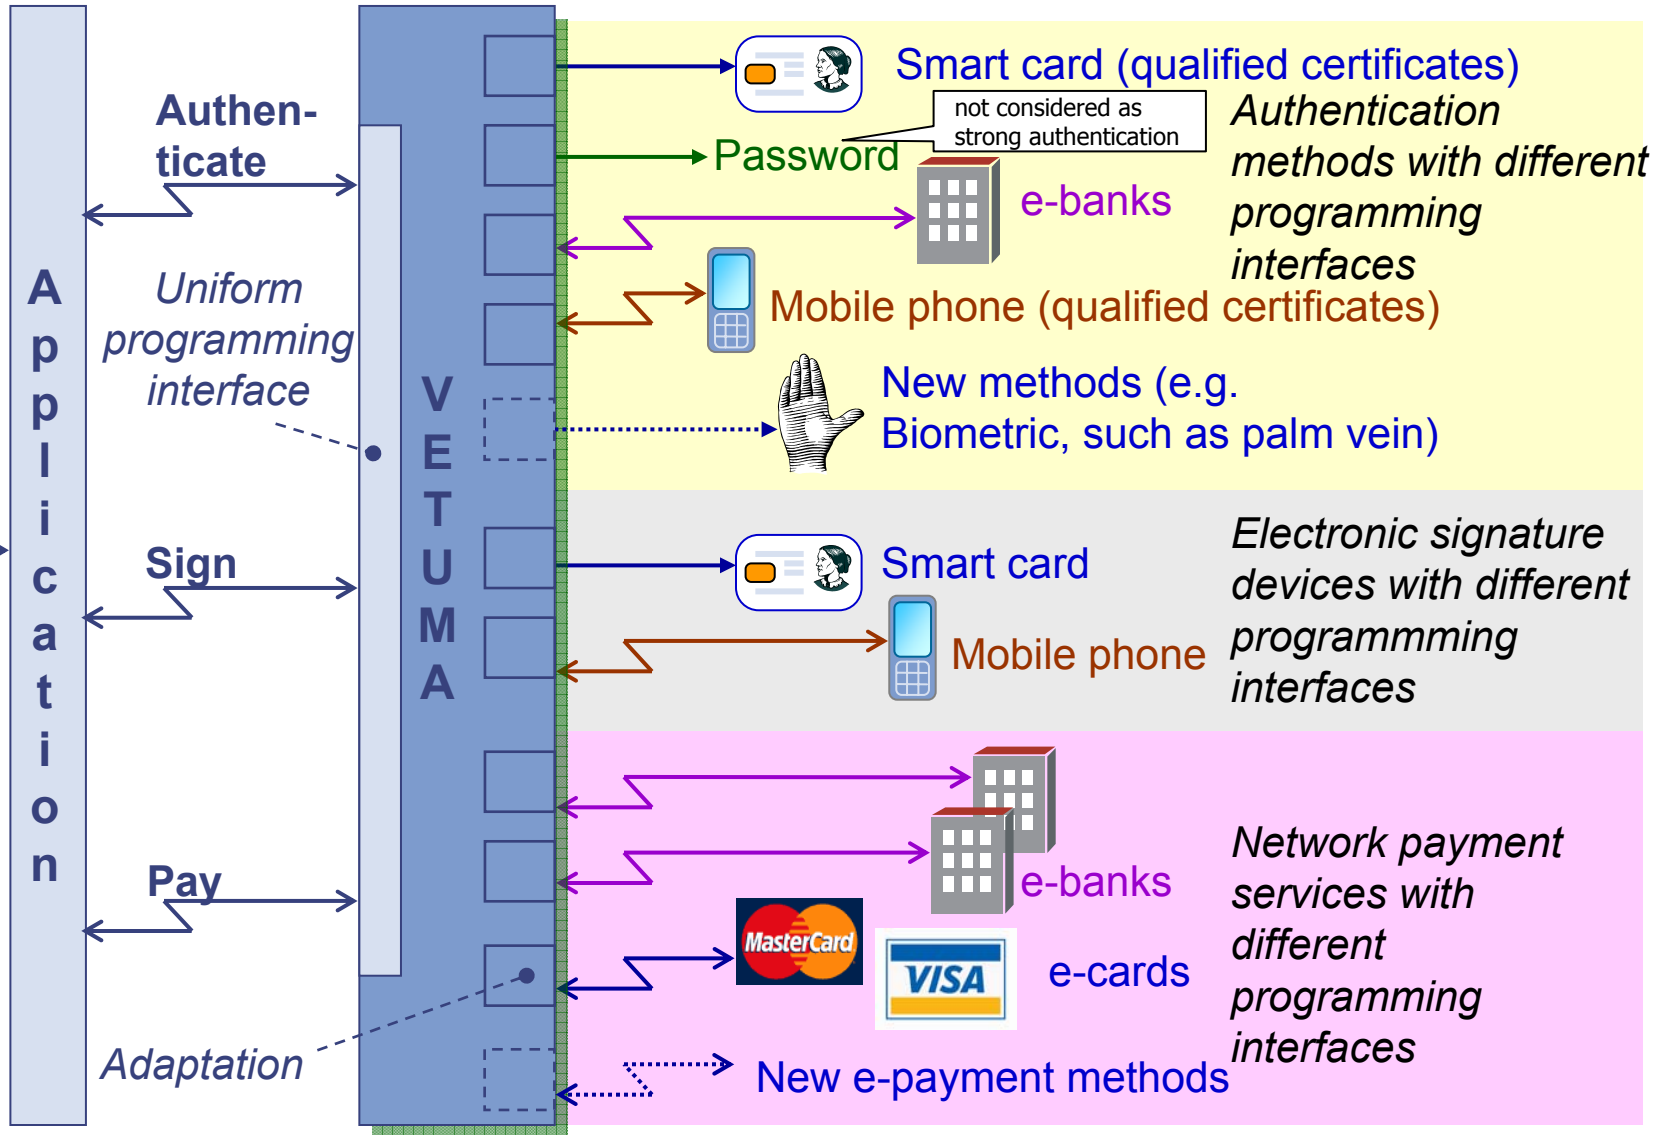 Application
Authen-
ticate
Uniform
programming
interface
Sign
Pay
Adaptation
VETUMA
Smart card (qualified certificates)
not considered as
strong authentication
Password
e-banks
Authentication
methods with different
programming
interfaces
Mobile phone (qualified certificates)
New methods (e.g.
Biometric, such as palm vein)
Smart card
Mobile phone
Electronic signature
devices with different
programmming
interfaces
e-banks
MasterCard
VISA
e-cards
Network payment
services with
different
programming
interfaces
New e-payment methods